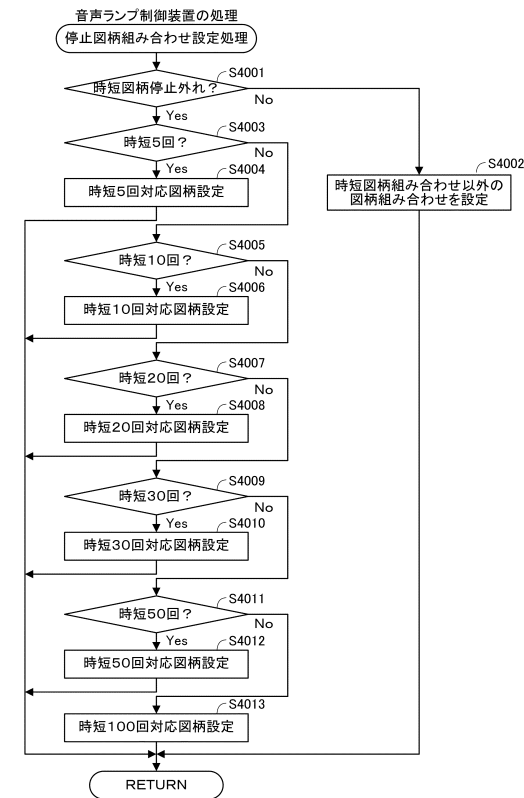 音声ランプ制御装置の処理
停止図柄組み合わせ設定処理
S4001
時短図柄停止外れ？
No
Yes
S4003
時短５回？
No
Yes
S4004
時短５回対応図柄設定
S4002
時短図柄組み合わせ以外の
図柄組み合わせを設定
S4005
時短１０回？
No
Yes
S4006
時短１０回対応図柄設定
S4007
時短２０回？
No
Yes
S4008
時短２０回対応図柄設定
S4009
時短３０回？
No
Yes
S4010
時短３０回対応図柄設定
S4011
時短５０回？
No
Yes
S4012
時短５０回対応図柄設定
S4013
時短１００回対応図柄設定
RETURN